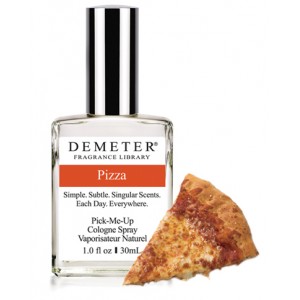 DEMETER®
FRAGRANCE LIBRARY
Pizza
Simple. Subtle. Singular Scents.
Each Day. Everywhere.
Pick-Me-Up
Cologne Spray
Vaporisateur Naturel
1.0 fl oz | 30mL